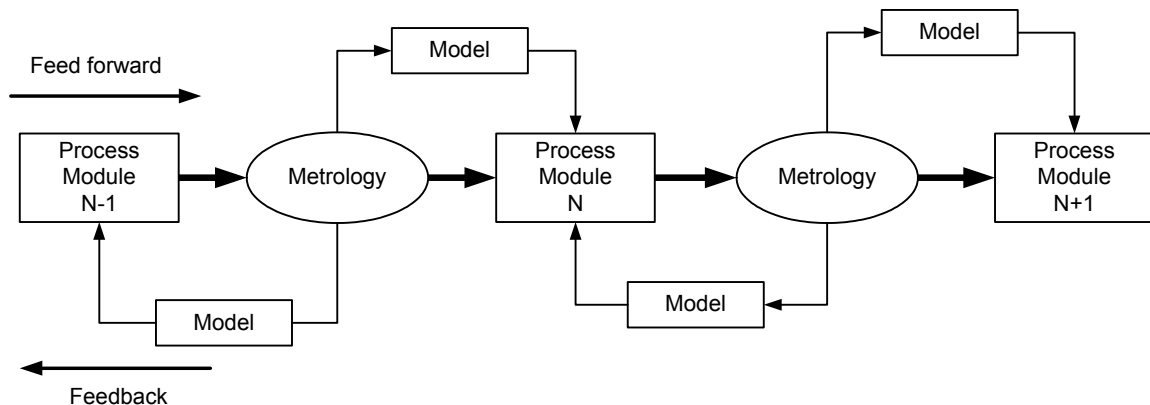 Feed forward
Model
Model
Process
Module
N-1
Metrology
Process
Module
N
Metrology
Process
Module
N+1
Model
Model
Feedback